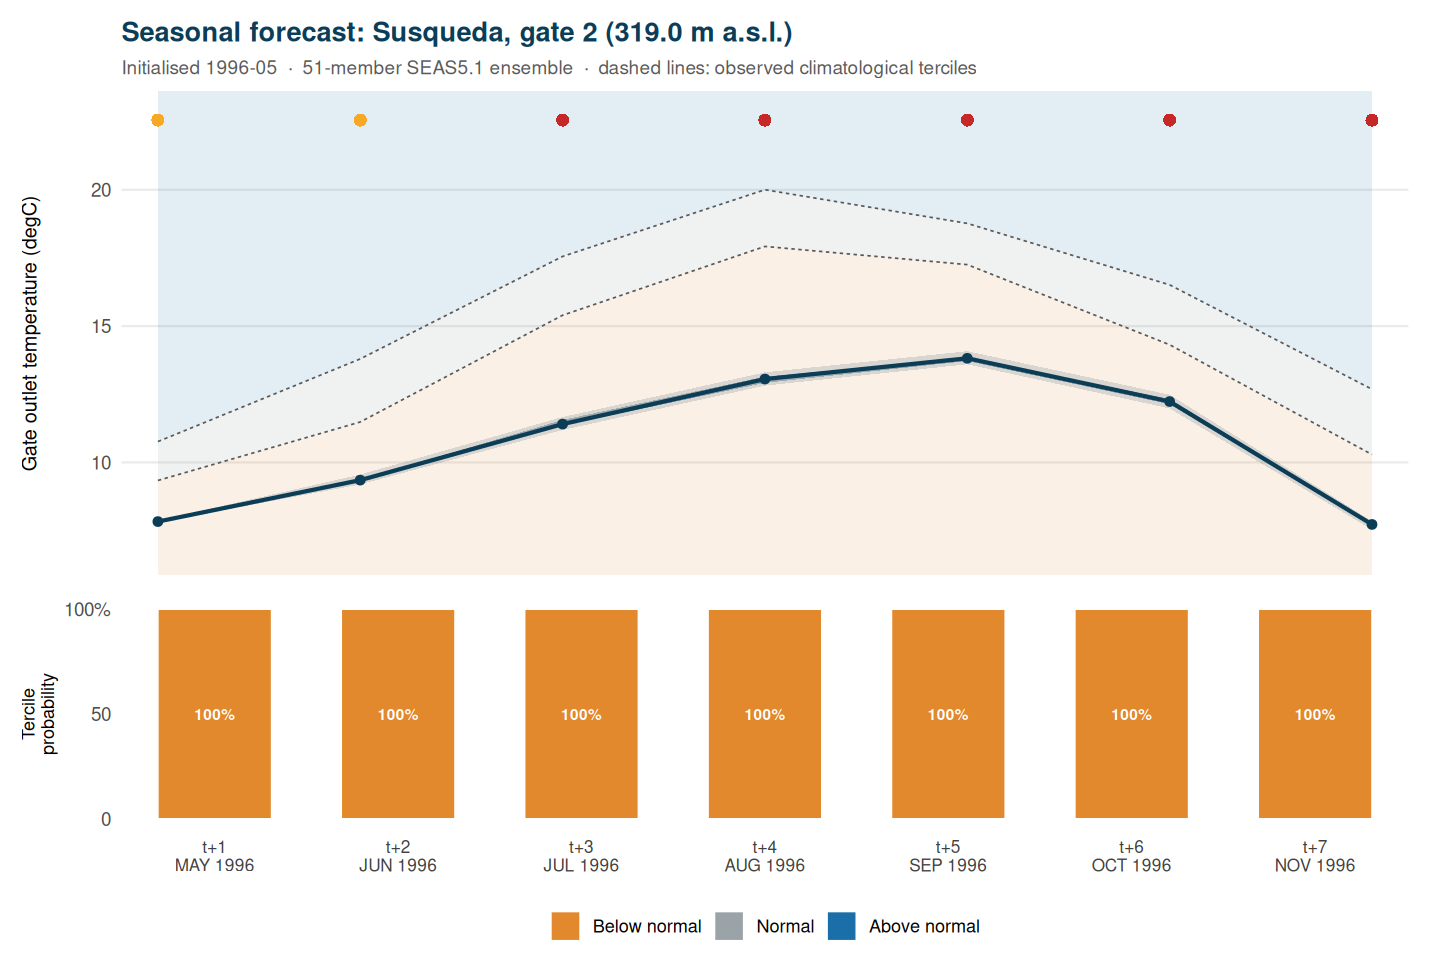 Seasonal forecast: Susqueda, gate 2 (319.0 m a.s.l.)
Initialised 1996-05 · 51-member SEAS5.1 ensemble · dashed lines: observed climatological terciles
Gate outlet temperature (degC)
20
15
10
Tercile
probability
100%
50
0
100% 100% 100% 100% 100% 100% 100%
t+1 t+2 t+3 t+4 t+5 t+6 t+7
MAY 1996 JUN 1996 JUL 1996 AUG 1996 SEP 1996 OCT 1996 NOV 1996
Below normal Normal Above normal